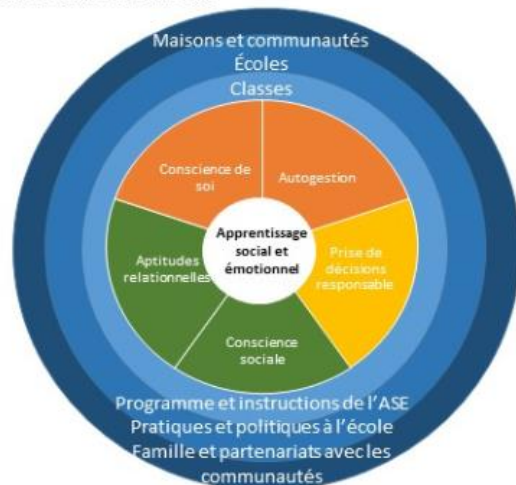 Maisons et communautés
Écoles
Classes
Conscience de
soi
Autogestion
Apprentissage
social et
émotionnel
Aptitudes
relationnelles
Prise de
décisions
responsable
Conscience
sociale
Programme et instructions de l'ASE
Pratiques et politiques à l'école
Famille et partenariats avec les
communautés